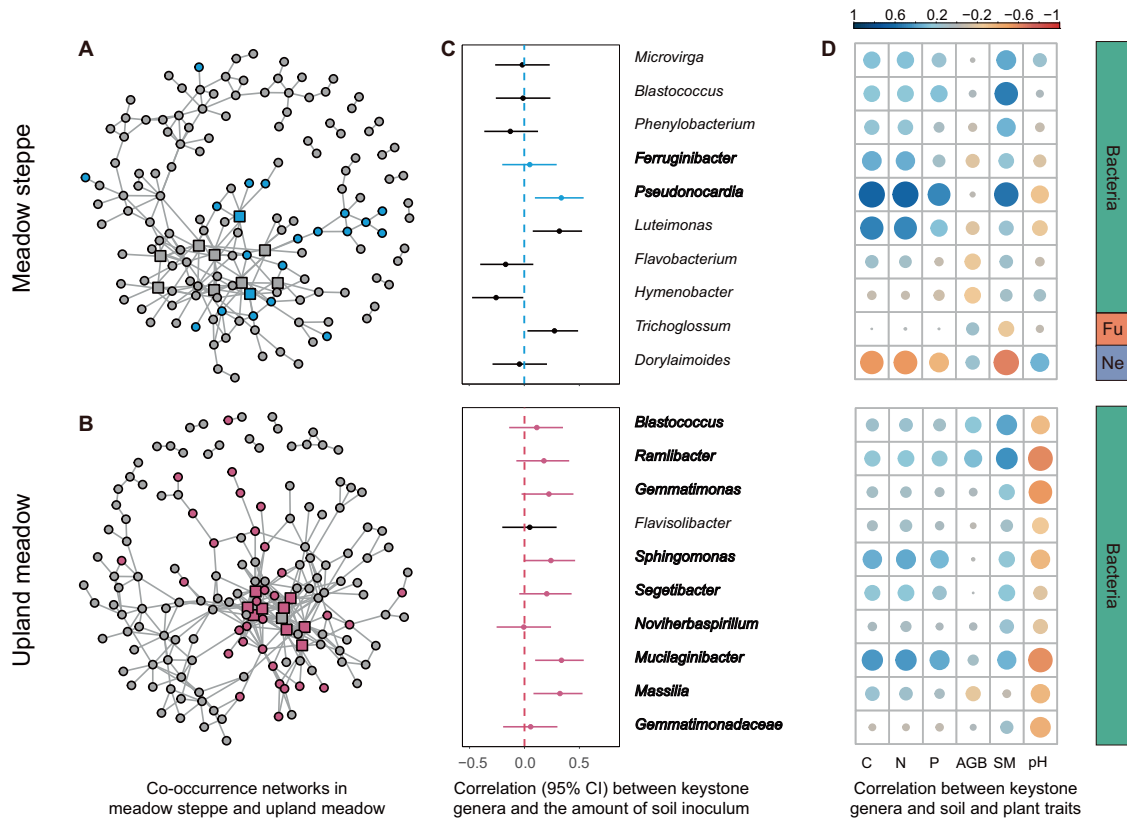 1 0.6 0.2 −0.2 −0.6 −1
A
C
D
Meadow steppe
Microvirga
Blastococcus
Phenylobacterium
Ferruginibacter
Pseudonocardia
Luteimonas
Flavobacterium
Hymenobacter
Trichoglossum
Dorylaimoides
Bacteria
Fu
Ne
B
Upland meadow
Blastococcus
Ramlibacter
Gemmatimonas
Flavisolibacter
Sphingomonas
Segetibacter
Noviherbaspirillum
Mucilaginibacter
Massilia
Gemmatimonadaceae
Bacteria
−0.5 0.0 0.5
C N P AGB SM pH
Co-occurrence networks in
meadow steppe and upland meadow
Correlation (95% CI) between keystone
genera and the amount of soil inoculum
Correlation between keystone
genera and soil and plant traits